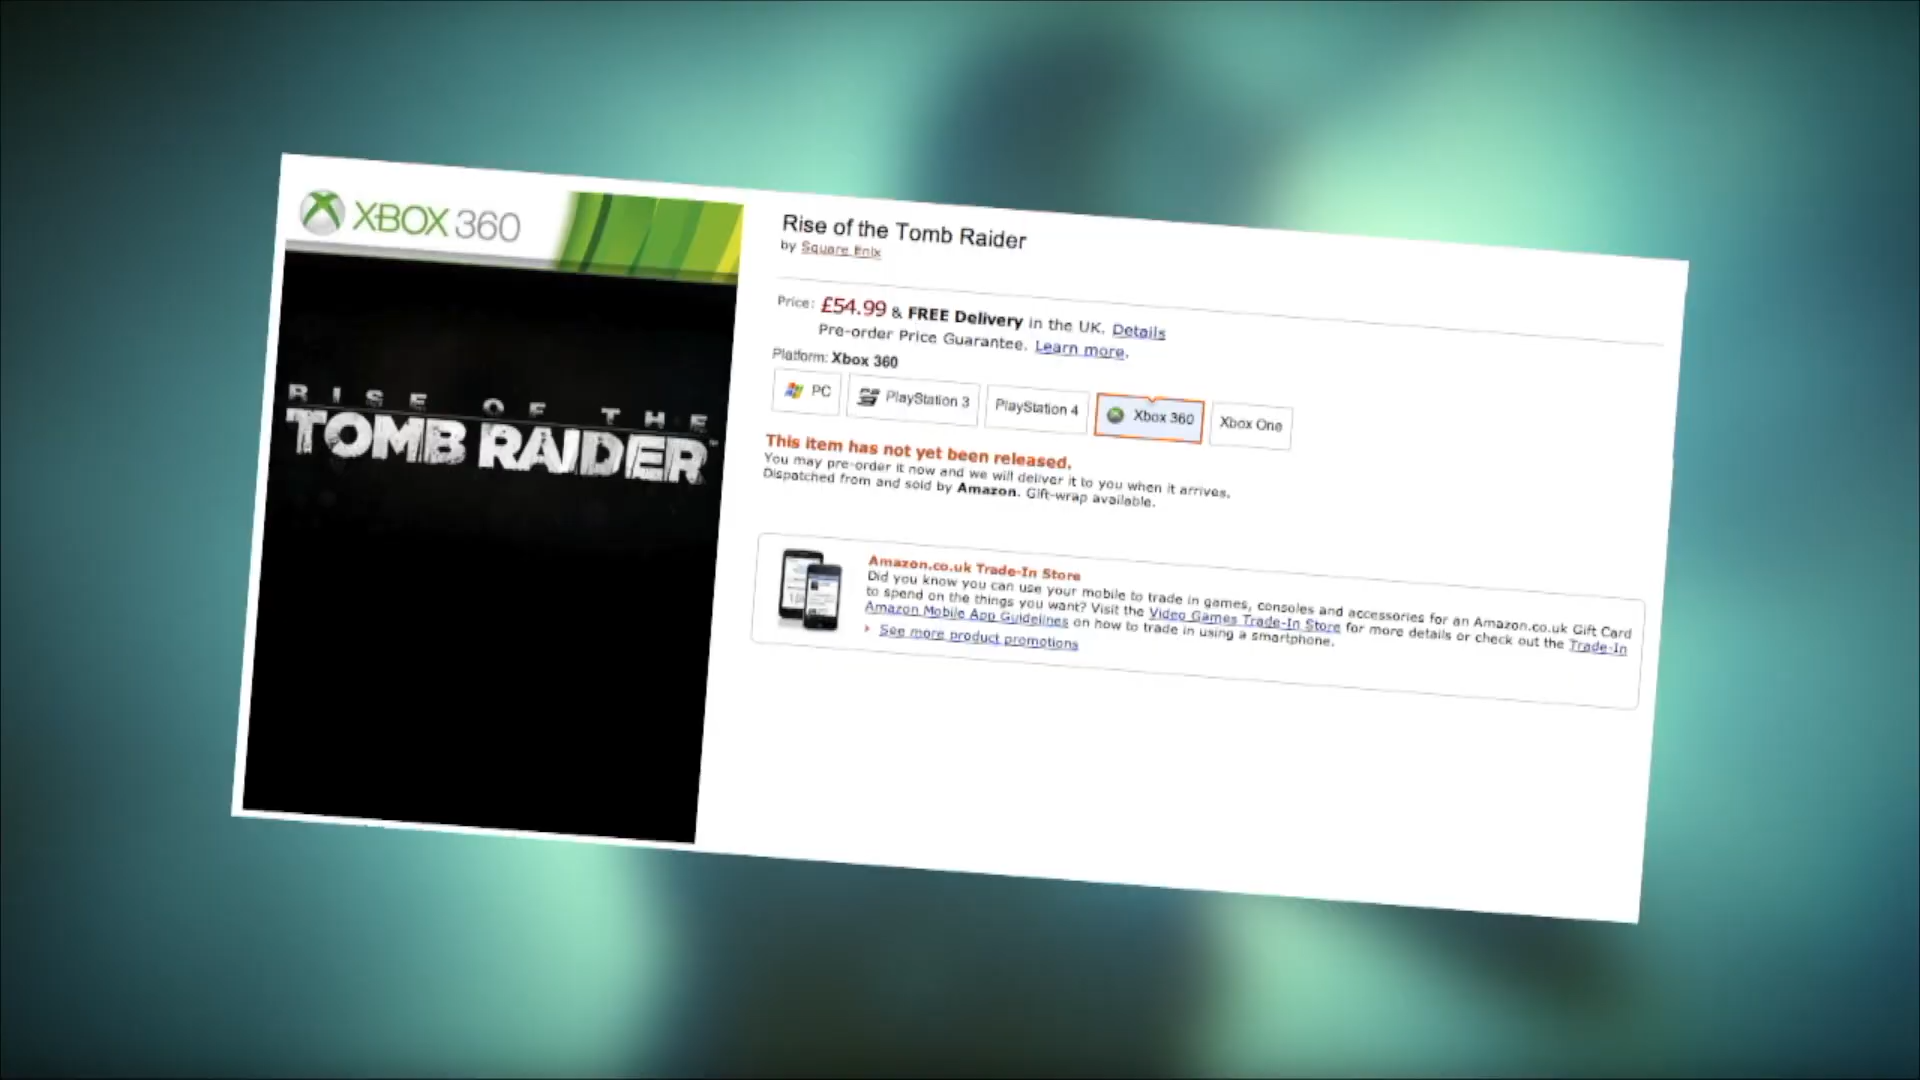 XBOX 360
RISE OF THE
TOMB RAIDER™
Rise of the Tomb Raider
by Square Enix
Price: £54.99 & FREE Delivery in the UK. Details
Pre-order Price Guarantee. Learn more.
Platform: Xbox 360
PC
PlayStation 3
PlayStation 4
Xbox 360
Xbox One
This item has not yet been released.
You may pre-order it now and we will deliver it to you when it arrives.
Dispatched from and sold by Amazon. Gift-wrap available.
Amazon.co.uk Trade-In Store
Did you know you can use your mobile to trade in games, consoles and accessories for an Amazon.co.uk Gift Card
to spend on the things you want? Visit the Video Games Trade-In Store for more details or check out the Trade-In
Amazon Mobile App Guidelines on how to trade in using a smartphone.
See more product promotions